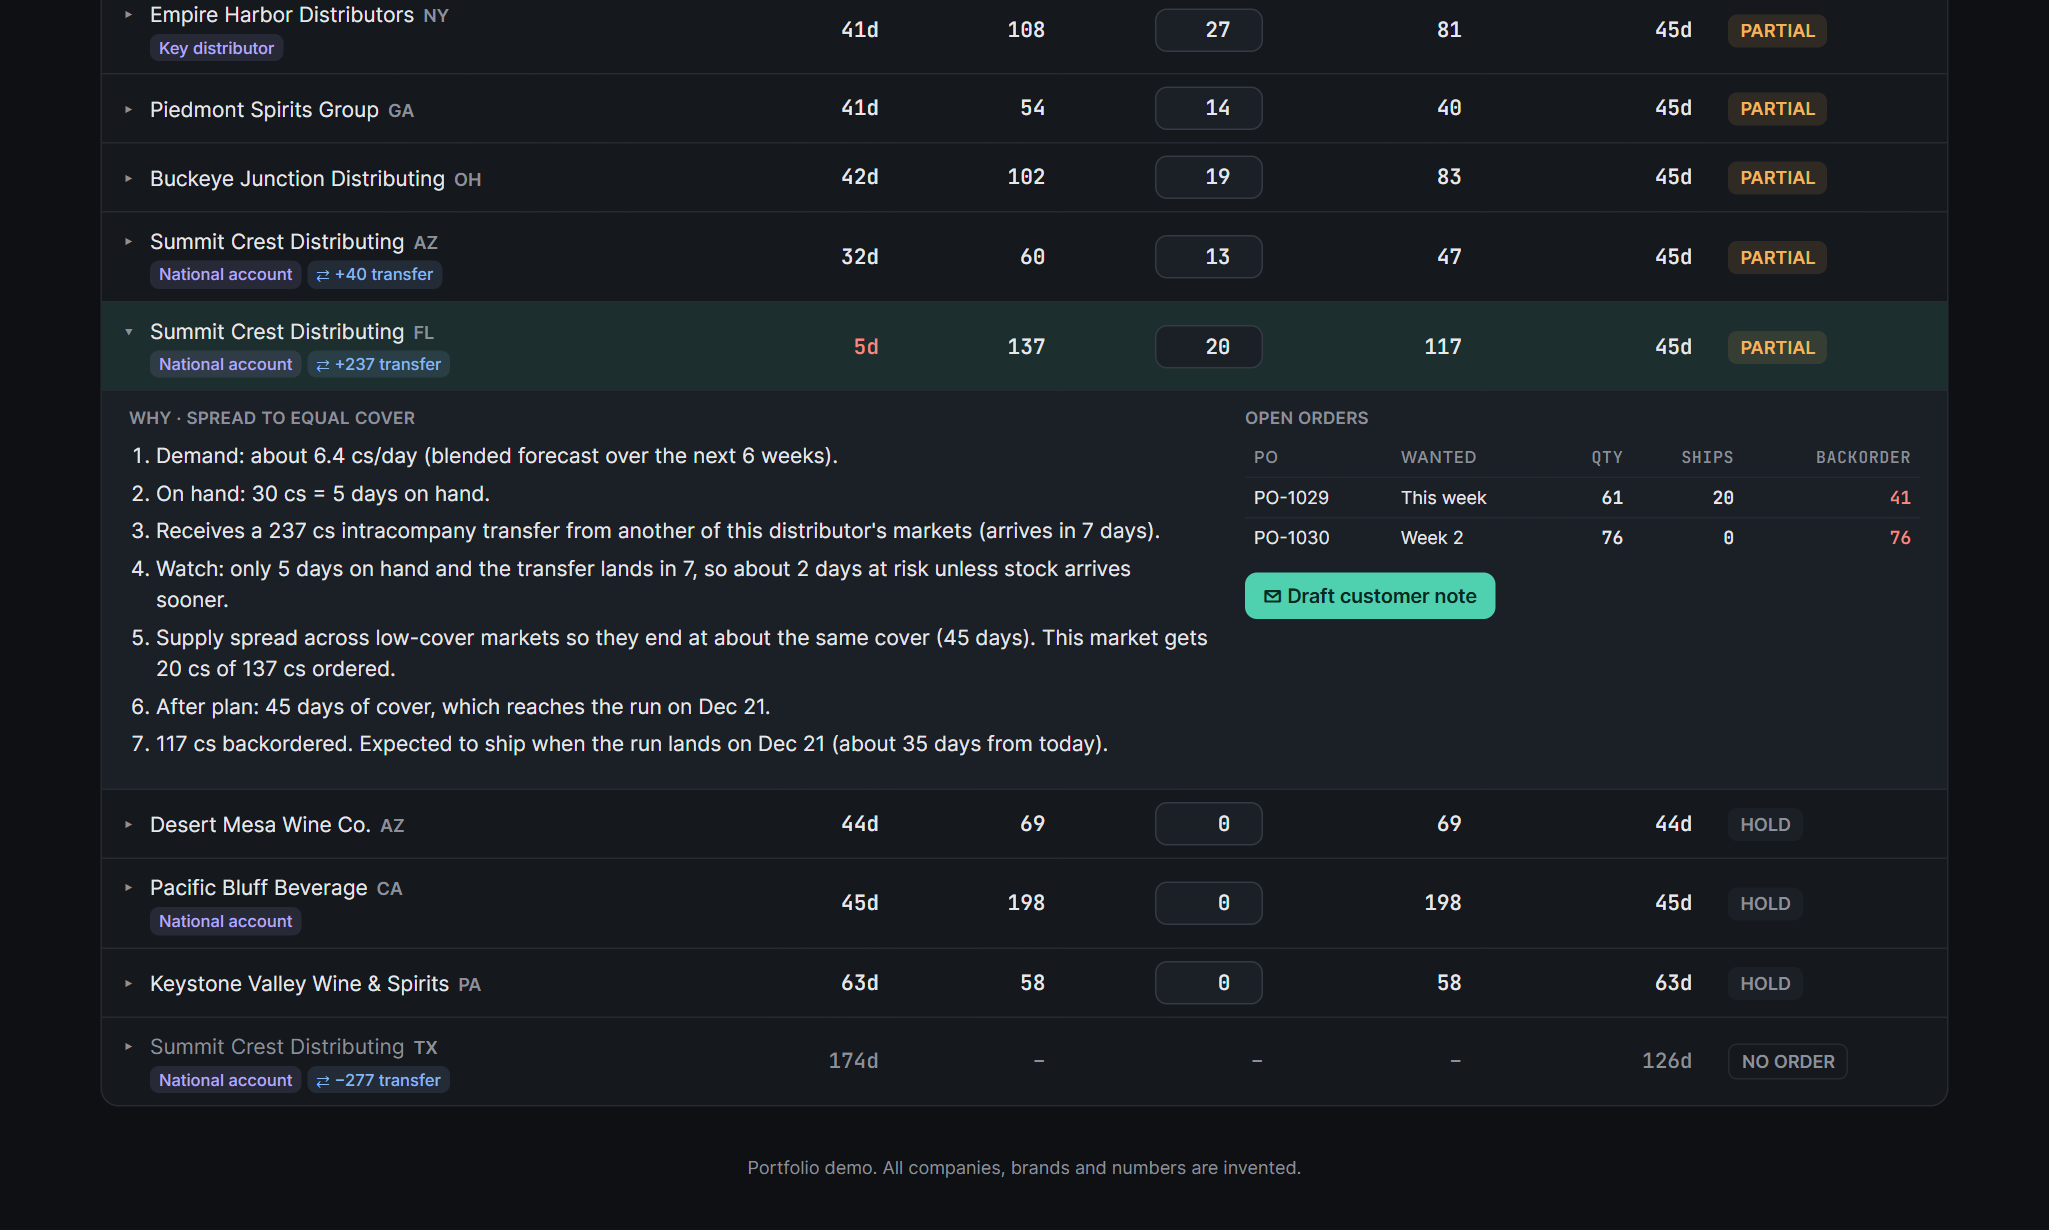 Empire Harbor Distributors NY
Key distributor
41d 108 27 81 45d PARTIAL
Piedmont Spirits Group GA 41d 54 14 40 45d PARTIAL
Buckeye Junction Distributing OH 42d 102 19 83 45d PARTIAL
Summit Crest Distributing AZ
National account ⇄ +40 transfer
32d 60 13 47 45d PARTIAL
Summit Crest Distributing FL
National account ⇄ +237 transfer
5d 137 20 117 45d PARTIAL
WHY · SPREAD TO EQUAL COVER
1. Demand: about 6.4 cs/day (blended forecast over the next 6 weeks).
2. On hand: 30 cs = 5 days on hand.
3. Receives a 237 cs intracompany transfer from another of this distributor's markets (arrives in 7 days).
4. Watch: only 5 days on hand and the transfer lands in 7, so about 2 days at risk unless stock arrives
sooner.
5. Supply spread across low-cover markets so they end at about the same cover (45 days). This market gets
20 cs of 137 cs ordered.
6. After plan: 45 days of cover, which reaches the run on Dec 21.
7. 117 cs backordered. Expected to ship when the run lands on Dec 21 (about 35 days from today).
OPEN ORDERS
PO WANTED QTY SHIPS BACKORDER
PO-1029 This week 61 20 41
PO-1030 Week 2 76 0 76
Draft customer note
Desert Mesa Wine Co. AZ 44d 69 0 69 44d HOLD
Pacific Bluff Beverage CA
National account
45d 198 0 198 45d HOLD
Keystone Valley Wine & Spirits PA 63d 58 0 58 63d HOLD
Summit Crest Distributing TX
National account ⇄ −277 transfer
174d – – – 126d NO ORDER
Portfolio demo. All companies, brands and numbers are invented.